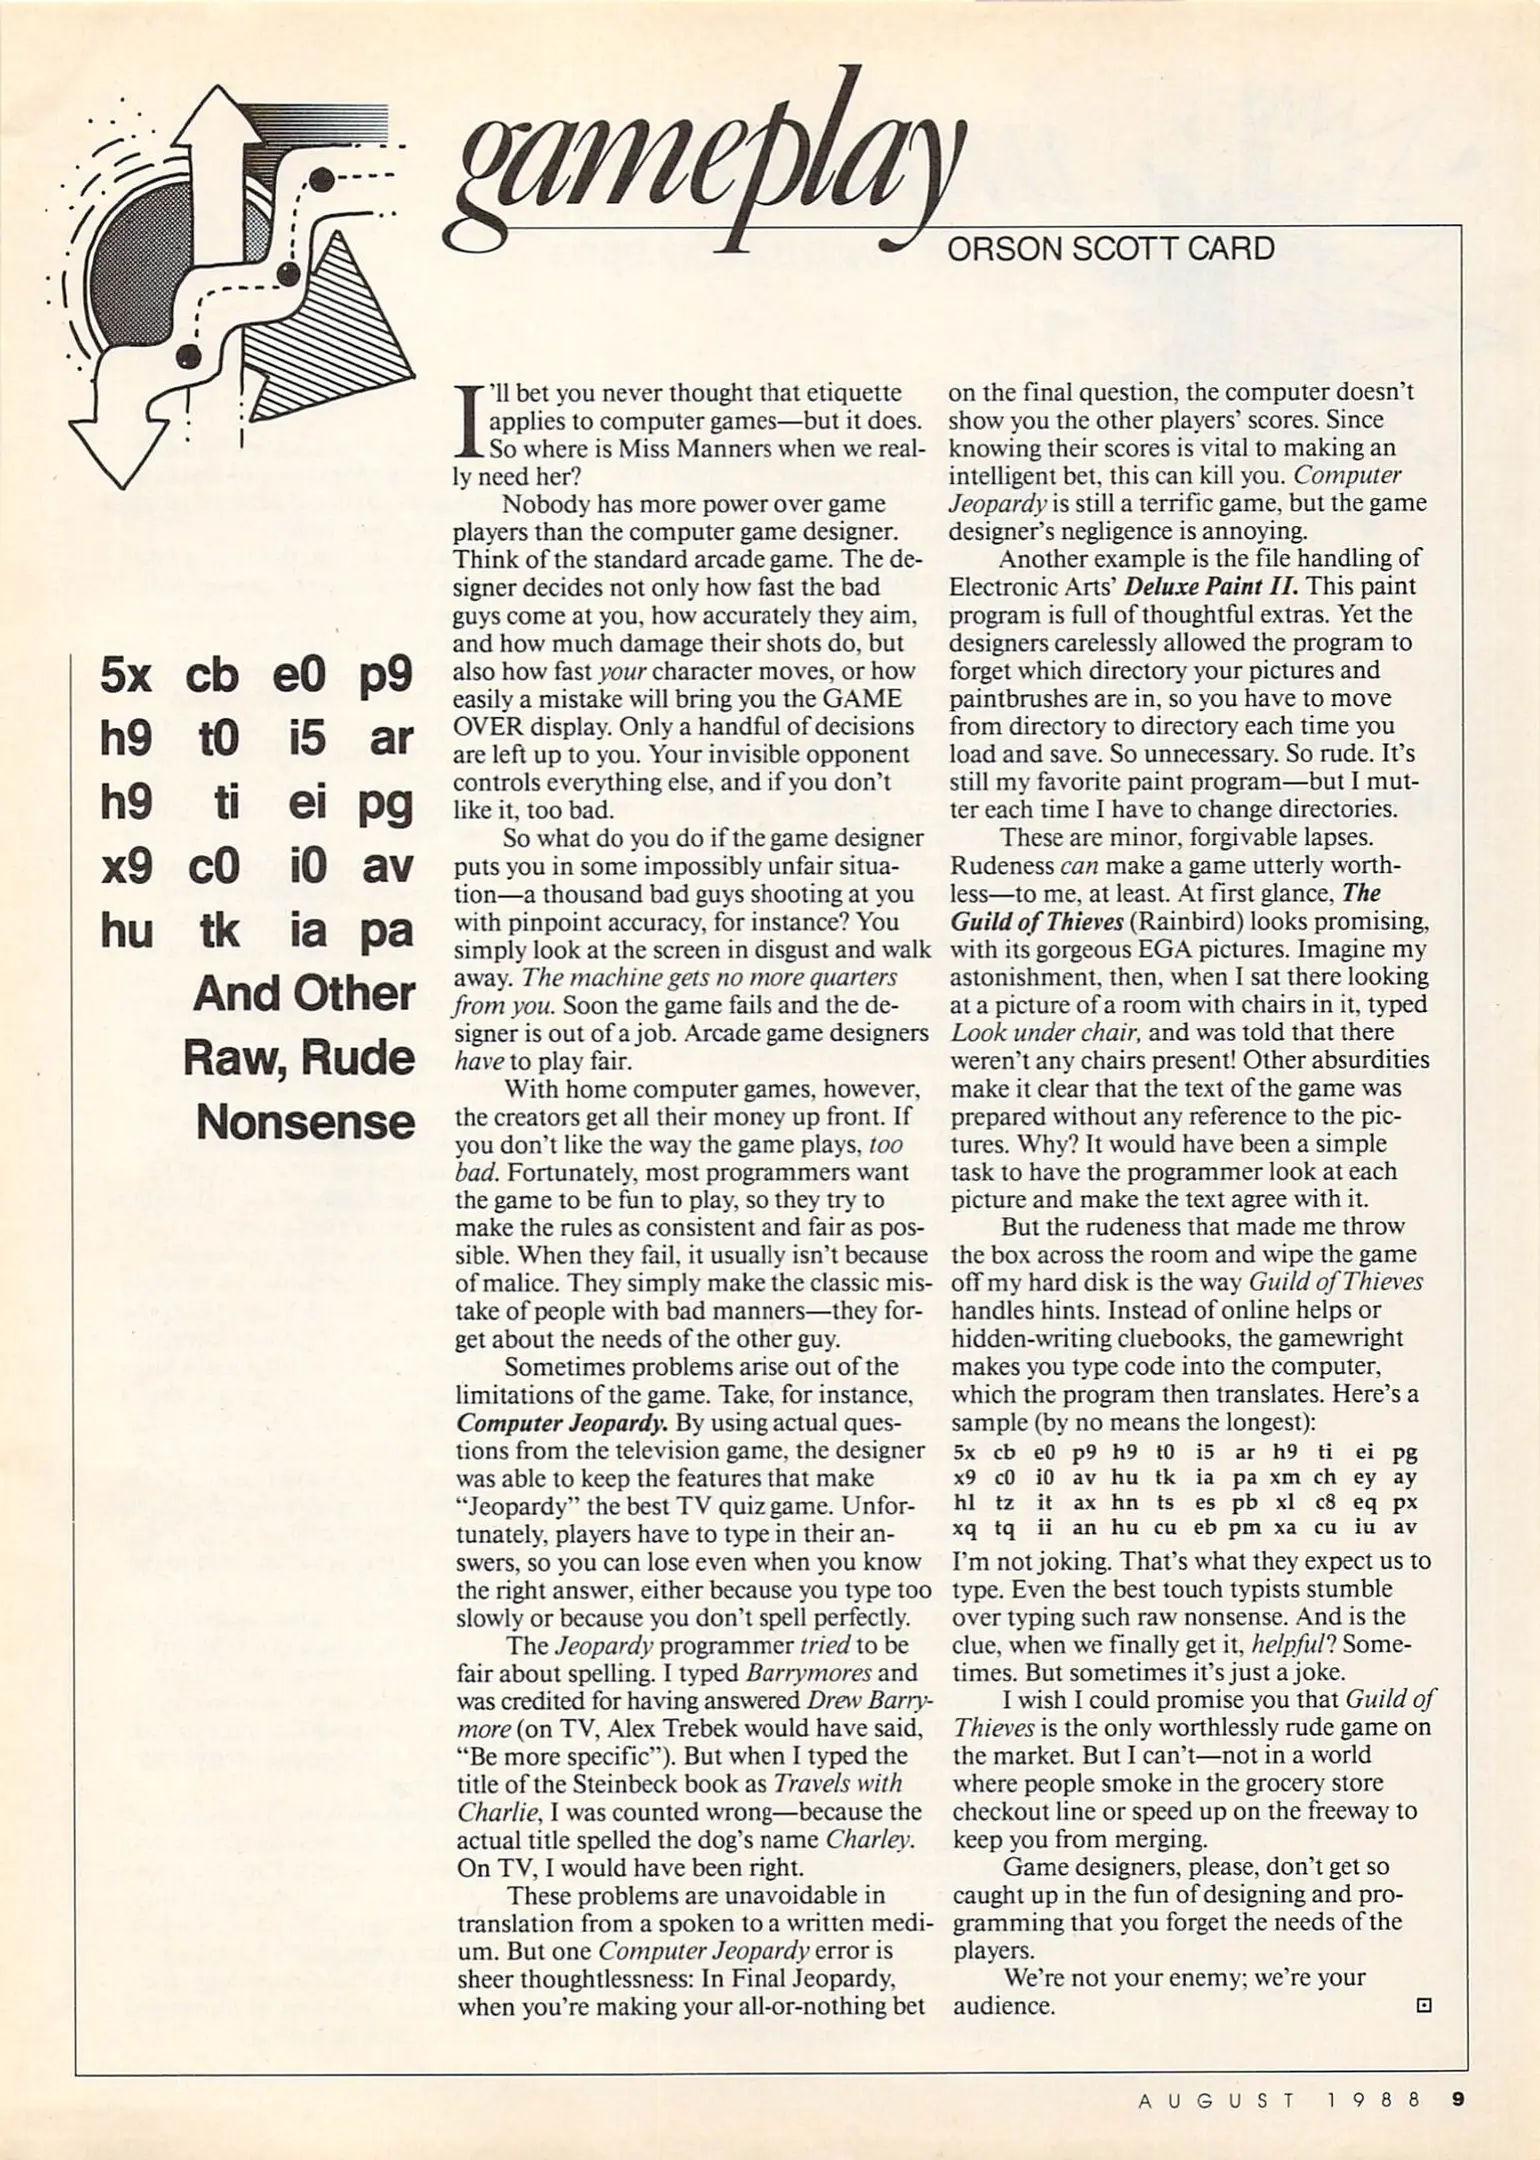 gameplay
ORSON SCOTT CARD
5x cb e0 p9
h9 t0 i5 ar
h9 ti ei pg
x9 c0 i0 av
hu tk ia pa
And Other
Raw, Rude
Nonsense
I'll bet you never thought that etiquette
applies to computer games—but it does.
So where is Miss Manners when we real-
ly need her?
Nobody has more power over game
players than the computer game designer.
Think of the standard arcade game. The de-
signer decides not only how fast the bad
guys come at you, how accurately they aim,
and how much damage their shots do, but
also how fast your character moves, or how
easily a mistake will bring you the GAME
OVER display. Only a handful of decisions
are left up to you. Your invisible opponent
controls everything else, and if you don't
like it, too bad.
So what do you do if the game designer
puts you in some impossibly unfair situa-
tion—a thousand bad guys shooting at you
with pinpoint accuracy, for instance? You
simply look at the screen in disgust and walk
away. The machine gets no more quarters
from you. Soon the game fails and the de-
signer is out of a job. Arcade game designers
have to play fair.
With home computer games, however,
the creators get all their money up front. If
you don't like the way the game plays, too
bad. Fortunately, most programmers want
the game to be fun to play, so they try to
make the rules as consistent and fair as pos-
sible. When they fail, it usually isn't because
of malice. They simply make the classic mis-
take of people with bad manners—they for-
get about the needs of the other guy.
Sometimes problems arise out of the
limitations of the game. Take, for instance,
Computer Jeopardy. By using actual ques-
tions from the television game, the designer
was able to keep the features that make
"Jeopardy" the best TV quiz game. Unfor-
tunately, players have to type in their an-
swers, so you can lose even when you know
the right answer, either because you type too
slowly or because you don't spell perfectly.
The Jeopardy programmer tried to be
fair about spelling. I typed Barrymores and
was credited for having answered Drew Barry-
more (on TV, Alex Trebek would have said,
"Be more specific"). But when I typed the
title of the Steinbeck book as Travels with
Charlie, I was counted wrong—because the
actual title spelled the dog's name Charley.
On TV, I would have been right.
These problems are unavoidable in
translation from a spoken to a written medi-
um. But one Computer Jeopardy error is
sheer thoughtlessness: In Final Jeopardy,
when you're making your all-or-nothing bet
on the final question, the computer doesn't
show you the other players' scores. Since
knowing their scores is vital to making an
intelligent bet, this can kill you. Computer
Jeopardy is still a terrific game, but the game
designer's negligence is annoying.
Another example is the file handling of
Electronic Arts' Deluxe Paint II. This paint
program is full of thoughtful extras. Yet the
designers carelessly allowed the program to
forget which directory your pictures and
paintbrushes are in, so you have to move
from directory to directory each time you
load and save. So unnecessary. So rude. It's
still my favorite paint program—but I mut-
ter each time I have to change directories.
These are minor, forgivable lapses.
Rudeness can make a game utterly worth-
less—to me, at least. At first glance, The
Guild of Thieves (Rainbird) looks promising,
with its gorgeous EGA pictures. Imagine my
astonishment, then, when I sat there looking
at a picture of a room with chairs in it, typed
Look under chair, and was told that there
weren't any chairs present! Other absurdities
make it clear that the text of the game was
prepared without any reference to the pic-
tures. Why? It would have been a simple
task to have the programmer look at each
picture and make the text agree with it.
But the rudeness that made me throw
the box across the room and wipe the game
off my hard disk is the way Guild of Thieves
handles hints. Instead of online helps or
hidden-writing cluebooks, the gamewright
makes you type code into the computer,
which the program then translates. Here's a
sample (by no means the longest):
5x cb e0 p9 h9 t0 i5 ar h9 ti ei pg
x9 c0 i0 av hu tk ia pa xm ch ey ay
hl tz it ax hn ts es pb xl c8 eq px
xq tq ii an hu cu eb pm xa cu iu av
I'm not joking. That's what they expect us to
type. Even the best touch typists stumble
over typing such raw nonsense. And is the
clue, when we finally get it, helpful? Some-
times. But sometimes it's just a joke.
I wish I could promise you that Guild of
Thieves is the only worthlessly rude game on
the market. But I can't—not in a world
where people smoke in the grocery store
checkout line or speed up on the freeway to
keep you from merging.
Game designers, please, don't get so
caught up in the fun of designing and pro-
gramming that you forget the needs of the
players.
We're not your enemy; we're your
audience.
AUGUST 1988 9